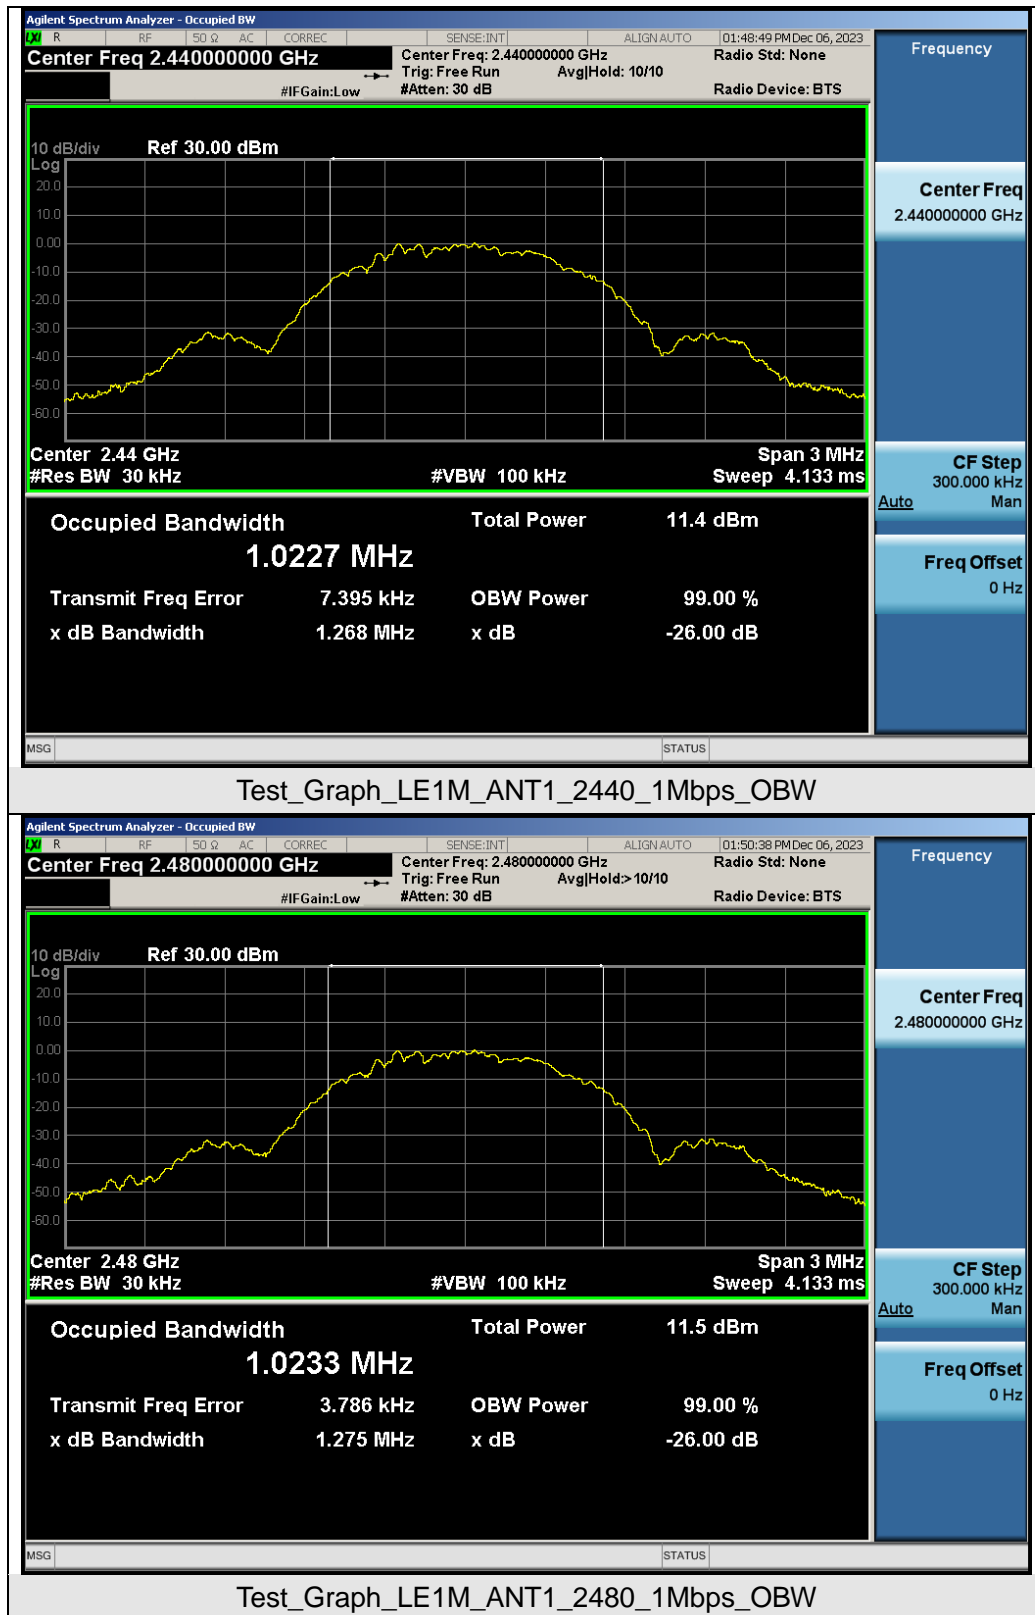 Agilent Spectrum Analyzer - Occupied BW
LXI R RF 50 Ω AC CORREC SENSE:INT ALIGN AUTO 01:48:49 PM Dec 06, 2023
Center Freq 2.440000000 GHz Center Freq: 2.440000000 GHz Radio Std: None
Trig: Free Run Avg|Hold: 10/10
#IFGain:Low #Atten: 30 dB Radio Device: BTS
Frequency
10 dB/div Ref 30.00 dBm
Log
20.0
10.0
0.00
-10.0
-20.0
-30.0
-40.0
-50.0
-60.0
Center 2.44 GHz Span 3 MHz
#Res BW 30 kHz #VBW 100 kHz Sweep 4.133 ms
Center Freq
2.440000000 GHz
CF Step
300.000 kHz
Auto Man
Freq Offset
0 Hz
Occupied Bandwidth Total Power 11.4 dBm
1.0227 MHz
Transmit Freq Error 7.395 kHz OBW Power 99.00 %
x dB Bandwidth 1.268 MHz x dB -26.00 dB
MSG STATUS
Test_Graph_LE1M_ANT1_2440_1Mbps_OBW
Agilent Spectrum Analyzer - Occupied BW
LXI R RF 50 Ω AC CORREC SENSE:INT ALIGN AUTO 01:50:38 PM Dec 06, 2023
Center Freq 2.480000000 GHz Center Freq: 2.480000000 GHz Radio Std: None
Trig: Free Run Avg|Hold:>10/10
#IFGain:Low #Atten: 30 dB Radio Device: BTS
Frequency
10 dB/div Ref 30.00 dBm
Log
20.0
10.0
0.00
-10.0
-20.0
-30.0
-40.0
-50.0
-60.0
Center 2.48 GHz Span 3 MHz
#Res BW 30 kHz #VBW 100 kHz Sweep 4.133 ms
Center Freq
2.480000000 GHz
CF Step
300.000 kHz
Auto Man
Freq Offset
0 Hz
Occupied Bandwidth Total Power 11.5 dBm
1.0233 MHz
Transmit Freq Error 3.786 kHz OBW Power 99.00 %
x dB Bandwidth 1.275 MHz x dB -26.00 dB
MSG STATUS
Test_Graph_LE1M_ANT1_2480_1Mbps_OBW